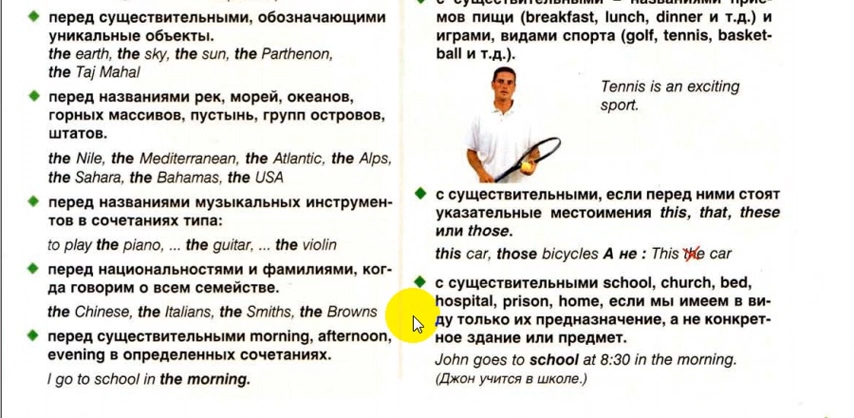 перед существительными, обозначающими
уникальные объекты.
the earth, the sky, the sun, the Parthenon,
the Taj Mahal
перед названиями рек, морей, океанов,
горных массивов, пустынь, групп островов,
штатов.
the Nile, the Mediterranean, the Atlantic, the Alps,
the Sahara, the Bahamas, the USA
перед названиями музыкальных инструмен-
тов в сочетаниях типа:
to play the piano, ... the guitar, ... the violin
перед национальностями и фамилиями, ког-
да говорим о всем семействе.
the Chinese, the Italians, the Smiths, the Browns
перед существительными morning, afternoon,
evening в определенных сочетаниях.
I go to school in the morning.
с существительными – названиями прие-
мов пищи (breakfast, lunch, dinner и т.д.) и
играми, видами спорта (golf, tennis, basket-
ball и т.д.).
Tennis is an exciting
sport.
с существительными, если перед ними стоят
указательные местоимения this, that, these
или those.
this car, those bicycles А не : This the car
с существительными school, church, bed,
hospital, prison, home, если мы имеем в ви-
ду только их предназначение, а не конкрет-
ное здание или предмет.
John goes to school at 8:30 in the morning.
(Джон учится в школе.)